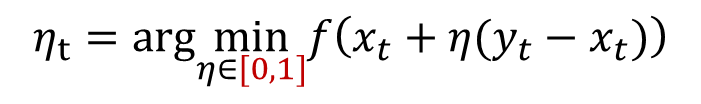 η_t = arg min_{η∈[0,1]} f(x_t + η(y_t − x_t))